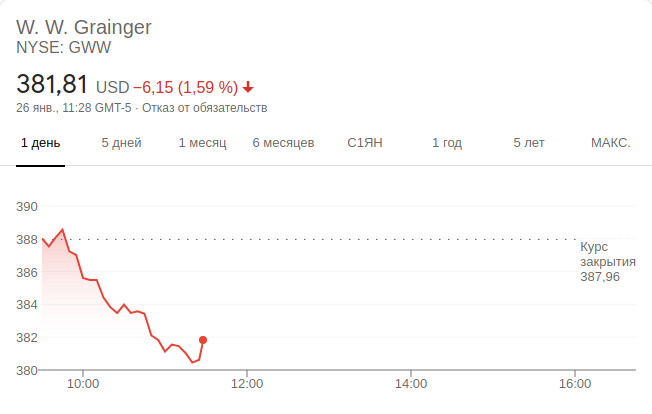 W. W. Grainger
NYSE: GWW
381,81 USD −6,15 (1,59 %)
26 янв., 11:28 GMT-5 · Отказ от обязательств
1 день 5 дней 1 месяц 6 месяцев С1ЯН 1 год 5 лет МАКС.
390
388
386
384
382
380
Курс
закрытия
387,96
10:00 12:00 14:00 16:00